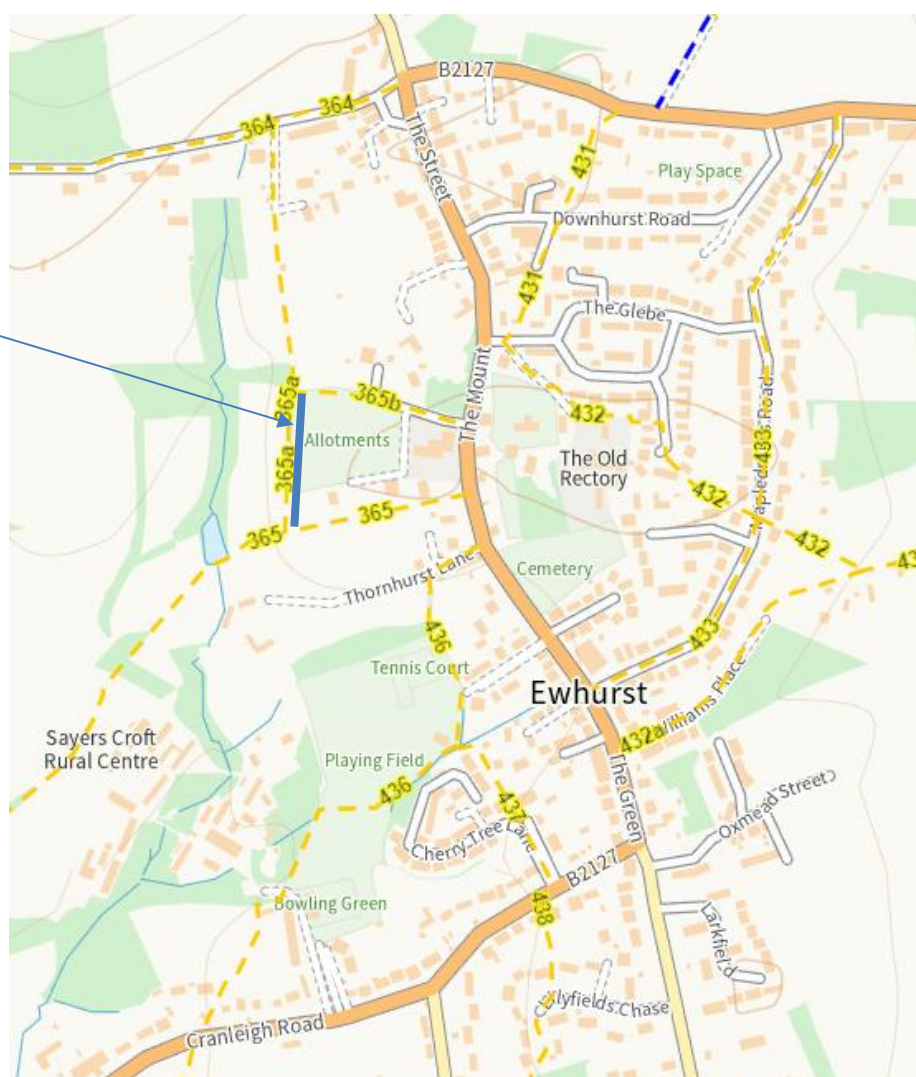 B2127
364
364
The Street
431
Play Space
Downhurst Road
431
The Glebe
365a
365b
The Mount
432
Allotments
365a
The Old
Rectory
433
432
365
365
432
Thornhurst Lane
Cemetery
436
433
Tennis Court
Ewhurst
Williams Place
432a
Sayers Croft
Rural Centre
Playing Field
The Green
436
437
Oxmead Street
Cherry Tree Lane
B2127
Bowling Green
438
Larkfield
Cranleigh Road